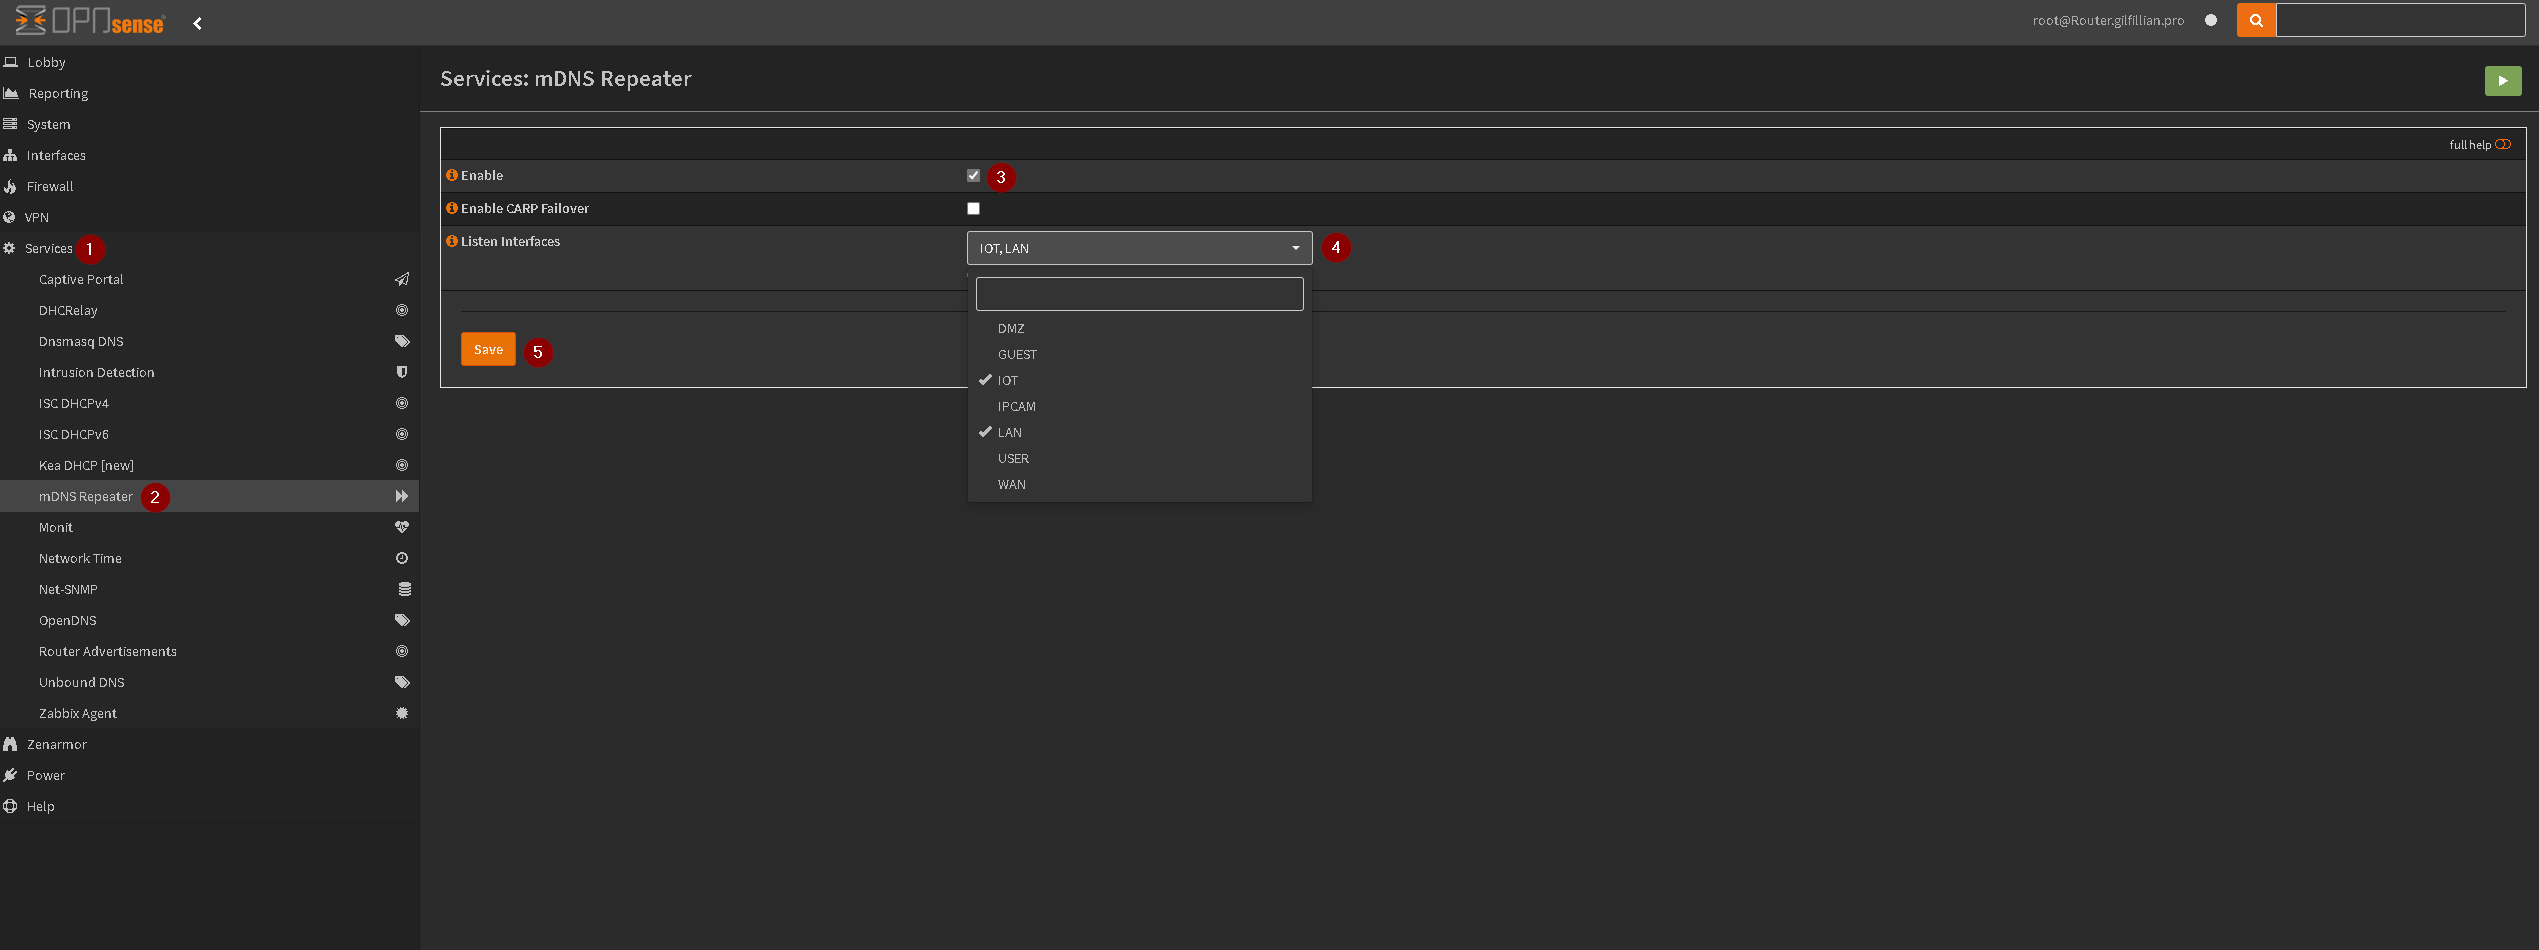 OPNsense
root@Router.gilfillian.pro
Lobby
Reporting
System
Interfaces
Firewall
VPN
Services 1
Captive Portal
DHCRelay
Dnsmasq DNS
Intrusion Detection
ISC DHCPv4
ISC DHCPv6
Kea DHCP [new]
mDNS Repeater 2
Monit
Network Time
Net-SNMP
OpenDNS
Router Advertisements
Unbound DNS
Zabbix Agent
Zenarmor
Power
Help
Services: mDNS Repeater
full help
Enable 3
Enable CARP Failover
Listen Interfaces IOT, LAN 4
DMZ
GUEST
IOT
IPCAM
LAN
USER
WAN
Save 5